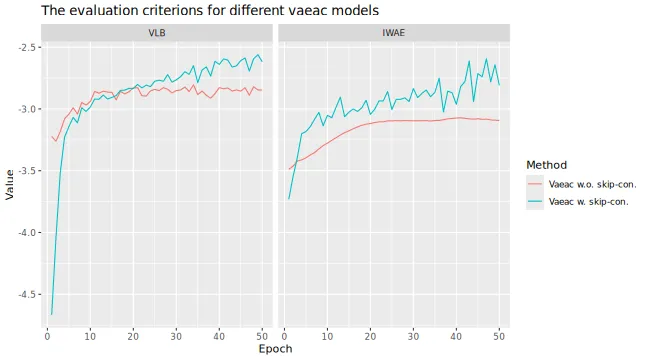 The evaluation criterions for different vaeac models
VLB
IWAE
-2.5
-3.0
-3.5
-4.0
-4.5
0 10 20 30 40 50
0 10 20 30 40 50
Epoch
Value
Method
Vaeac w.o. skip-con.
Vaeac w. skip-con.